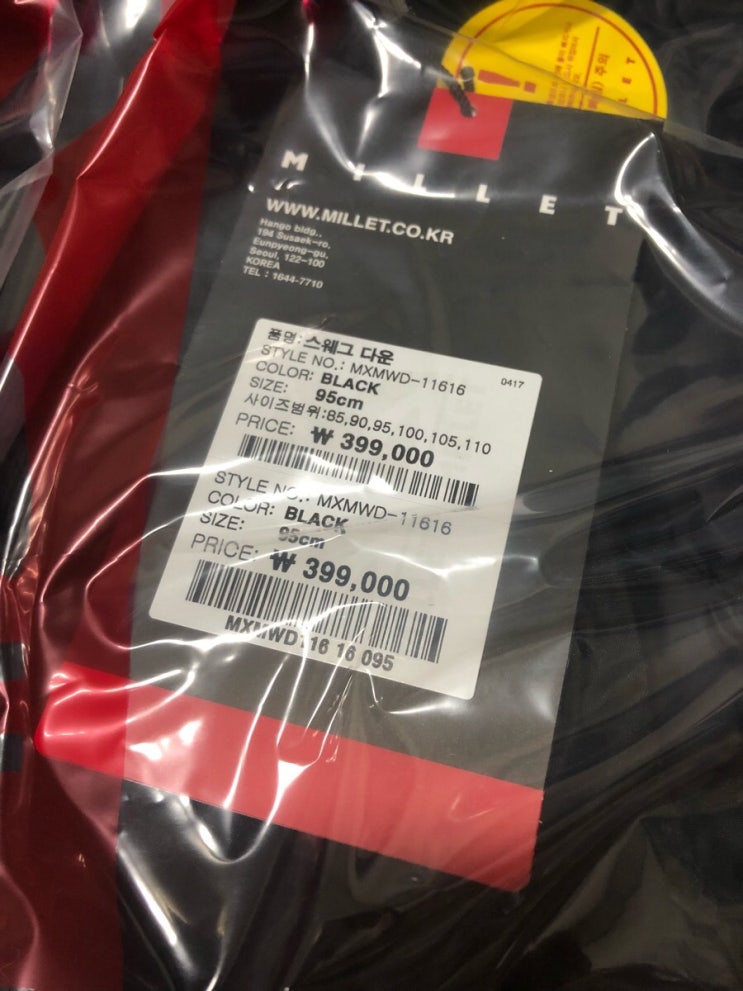 주의
MILLET
WWW.MILLET.CO.KR
Hango bldg.,
194 Susaek-ro,
Eunpyeong-gu,
Seoul, 122-100
KOREA
TEL : 1644-7710
품명: 스웨그 다운
STYLE NO.: MXMWD-11616 0417
COLOR: BLACK
SIZE: 95cm
사이즈범위:85,90,95,100,105,110
PRICE: ₩ 399,000
STYLE NO.: MXMWD-11616
COLOR: BLACK
SIZE: 95cm
PRICE: ₩ 399,000
MXMWD116 16 095